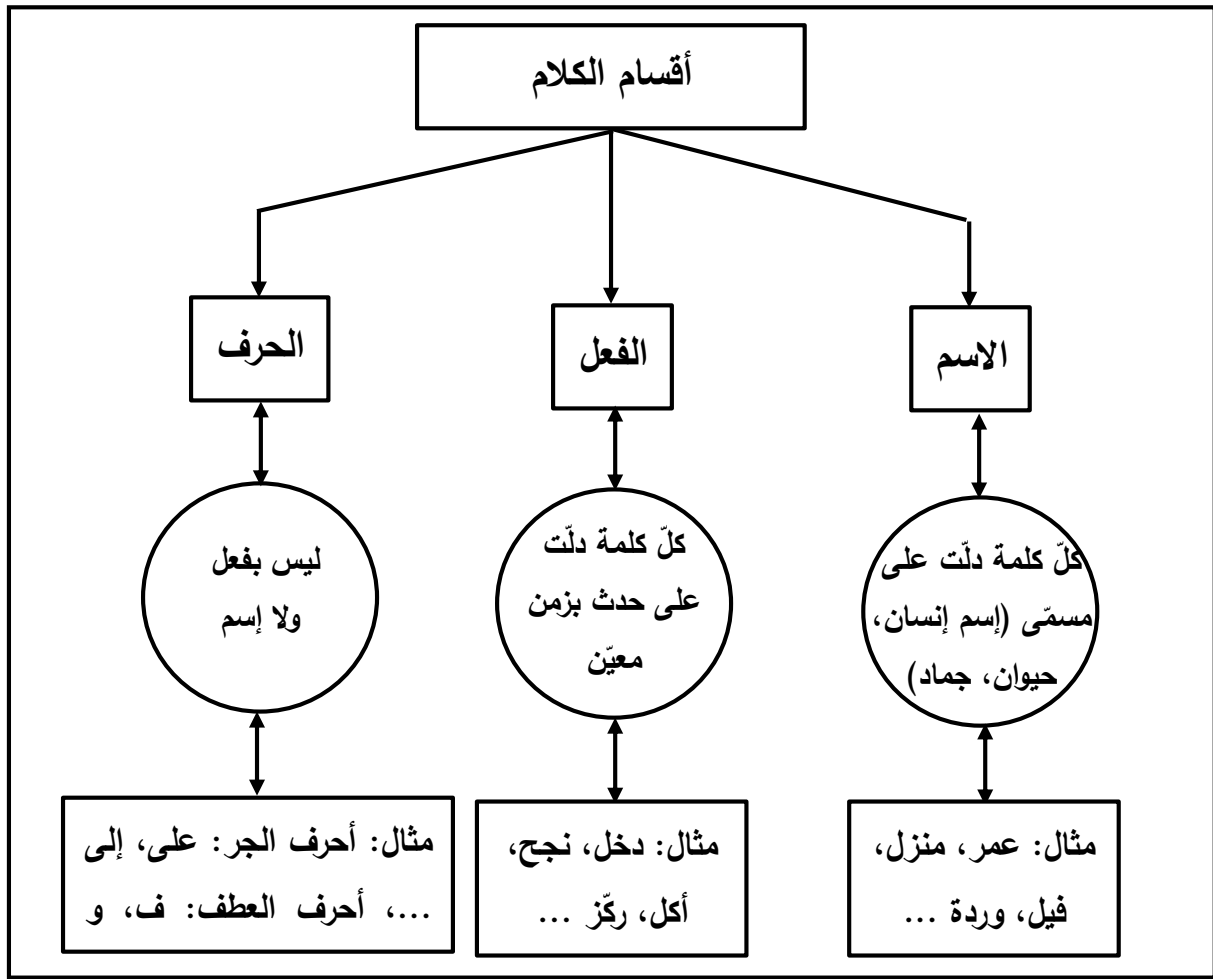 أقسام الكلام
الاسم
الفعل
الحرف
كلّ كلمة دلّت على
مسمّى (إسم إنسان،
حيوان، جماد)
كلّ كلمة دلّت
على حدث بزمن
معيّن
ليس بفعل
ولا إسم
مثال: عمر، منزل،
فيل، وردة ...
مثال: دخل، نجح،
أكل، ركّز ...
مثال: أحرف الجر: على، إلى
...، أحرف العطف: ف، و